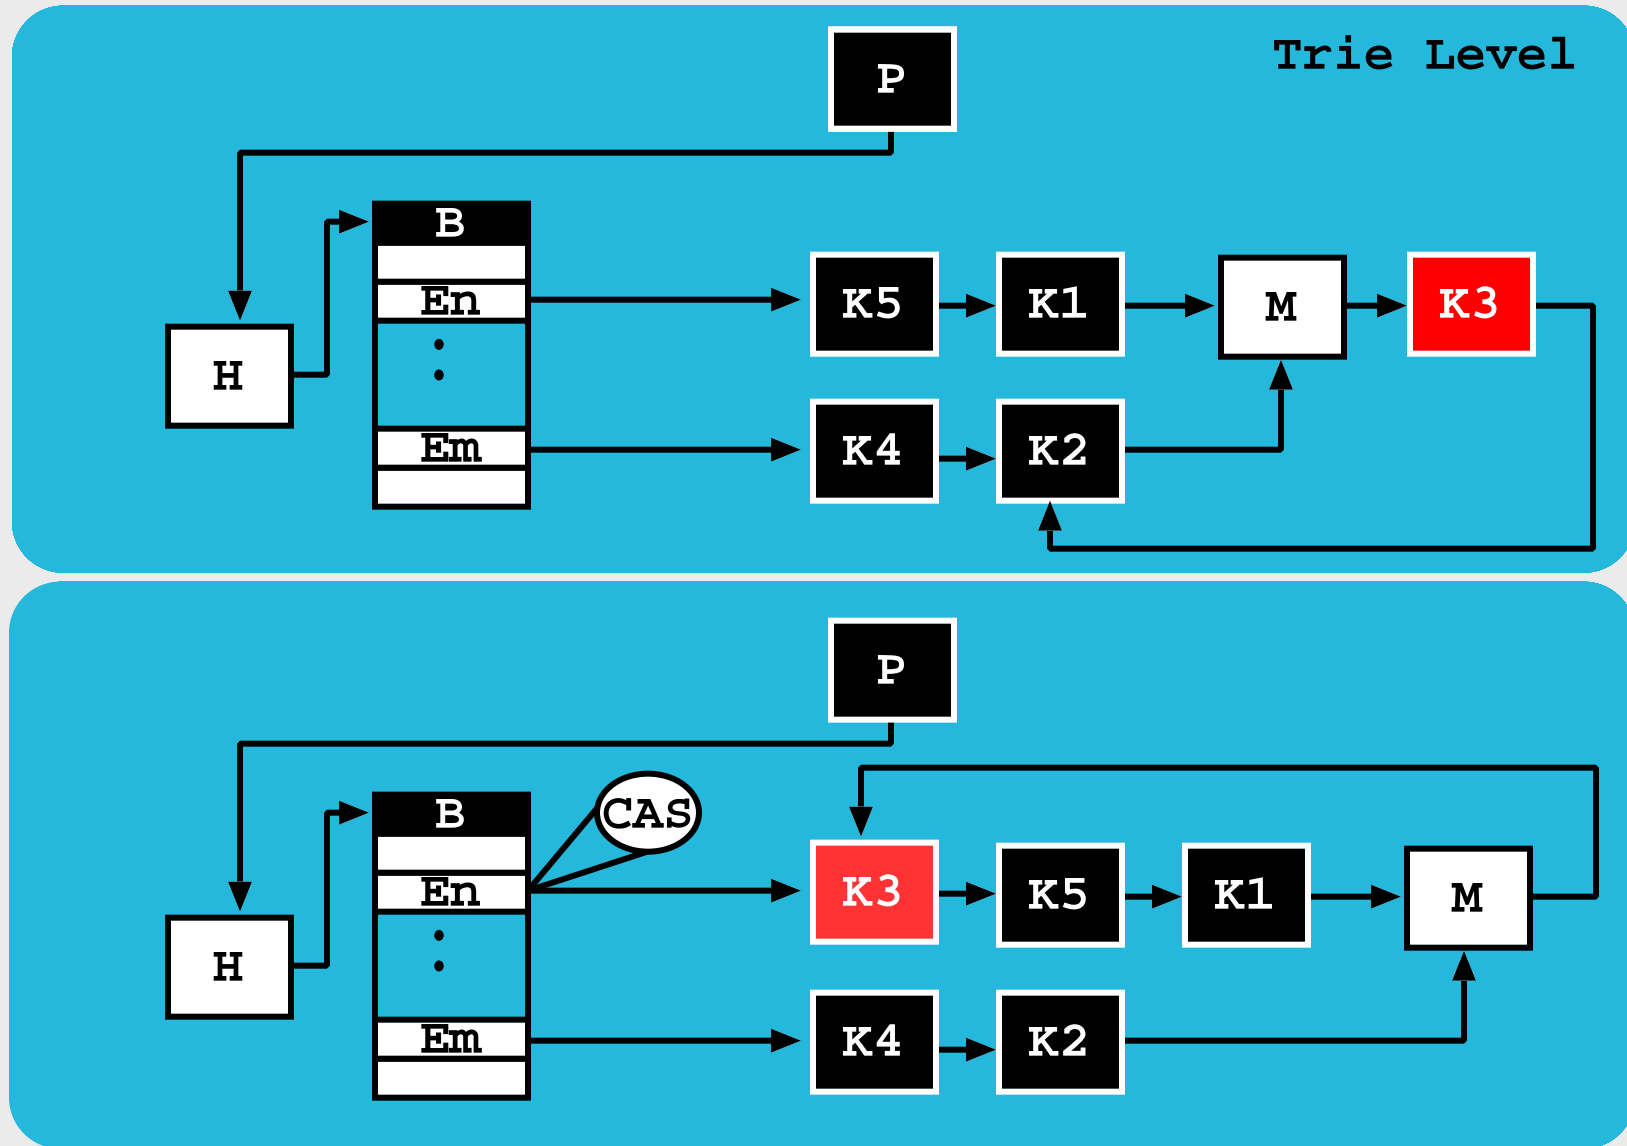 Trie Level
P
B
En
K5 K1 M K3
H
Em
K4 K2
P
CAS
B
En
K3 K5 K1 M
H
Em
K4 K2